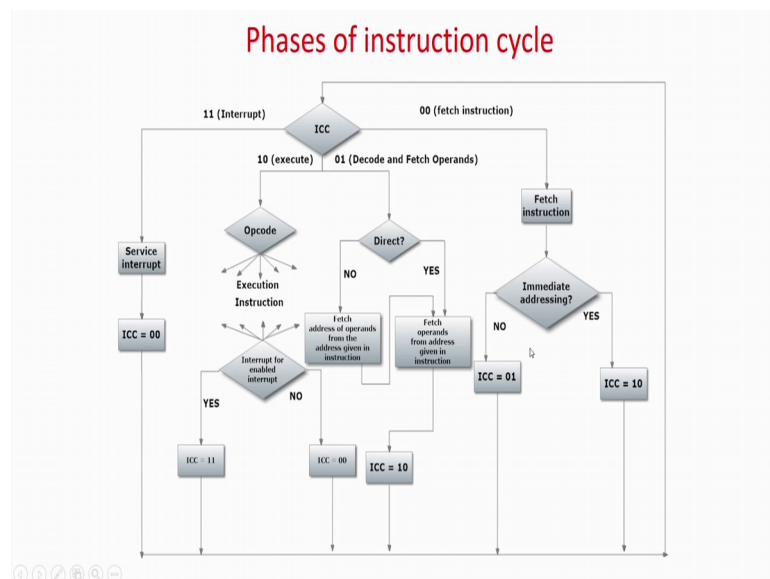 Phases of instruction cycle
11 (Interrupt)
00 (fetch instruction)
ICC
10 (execute)
01 (Decode and Fetch Operands)
Opcode
Direct?
Fetch
instruction
Service
interrupt
Execution
Instruction
NO
YES
Immediate
addressing?
NO
YES
ICC = 00
Fetch
address of operands
from the
address given in
instruction
Fetch
operands
from address
given in
instruction
Interrupt for
enabled
interrupt
ICC = 01
ICC = 10
YES
NO
ICC = 11
ICC = 00
ICC = 10